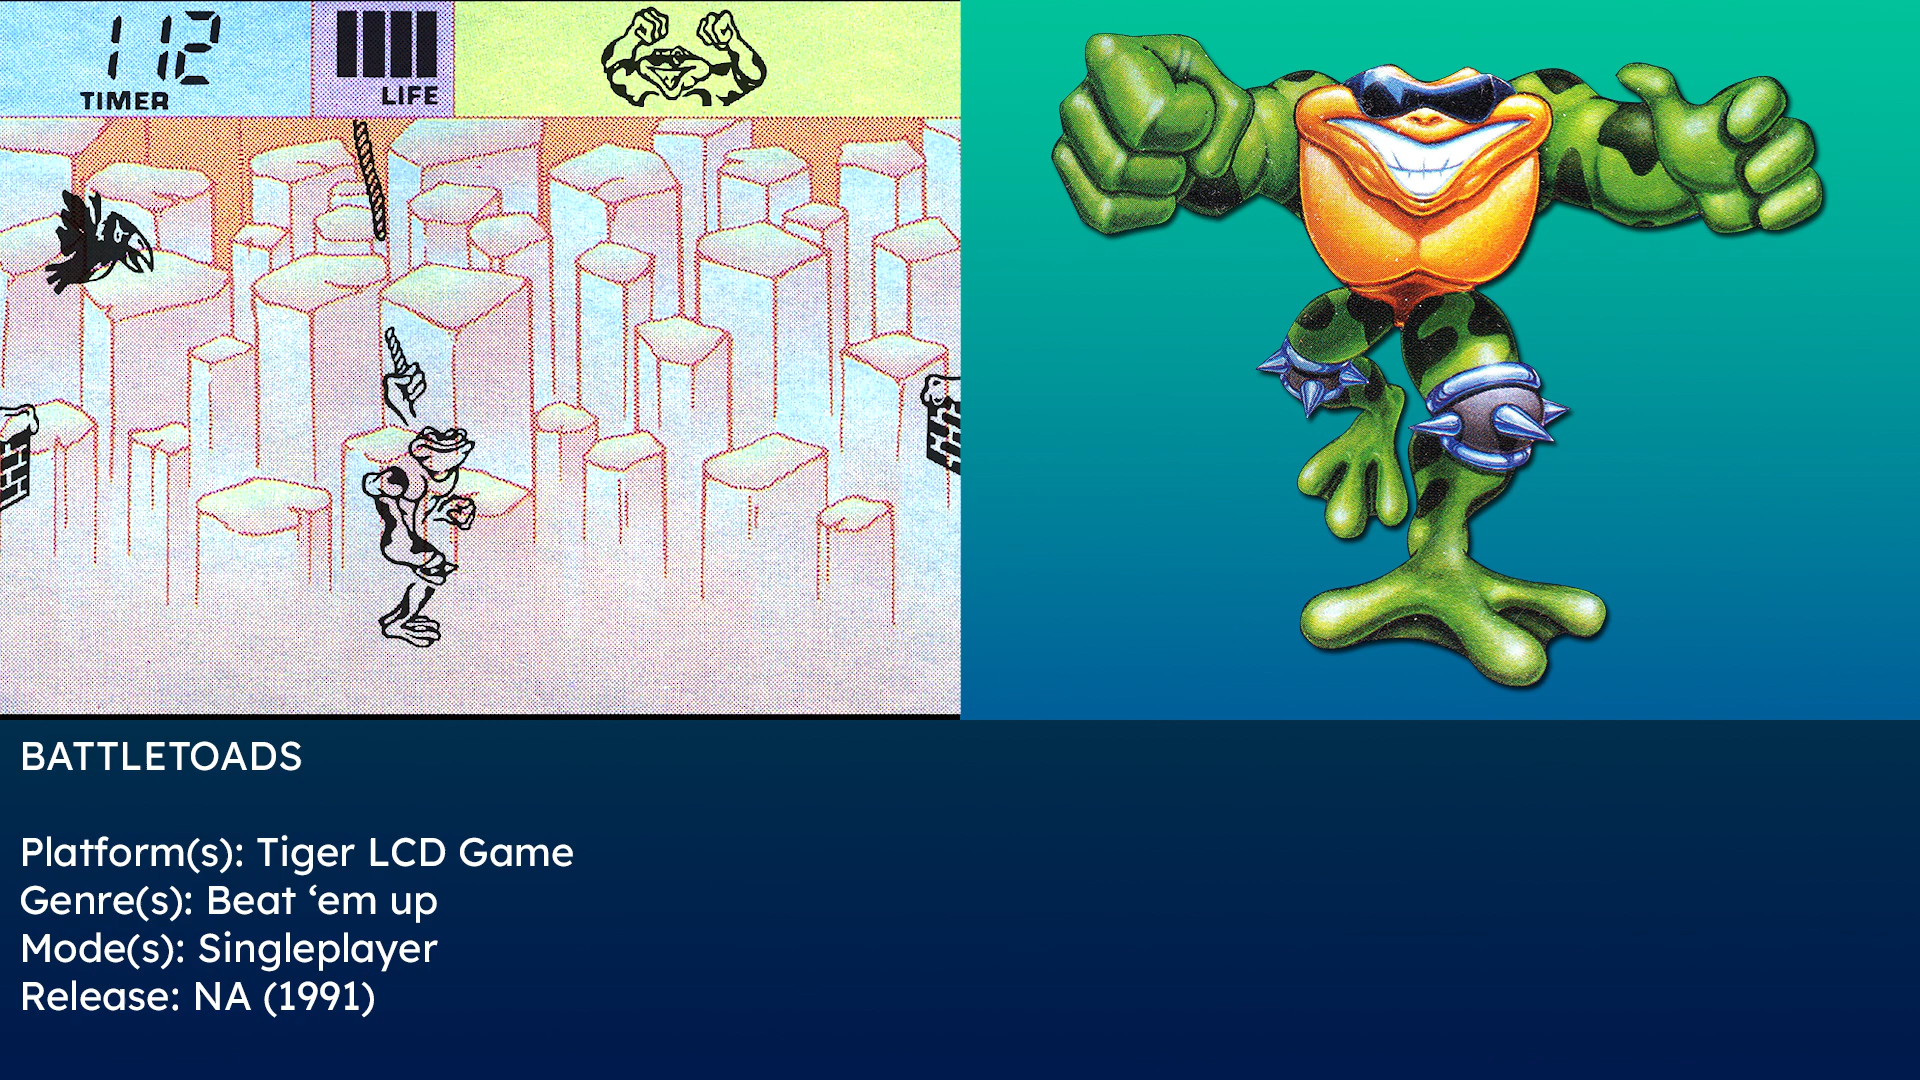 112
TIMER
LIFE
BATTLETOADS
Platform(s): Tiger LCD Game
Genre(s): Beat ‘em up
Mode(s): Singleplayer
Release: NA (1991)